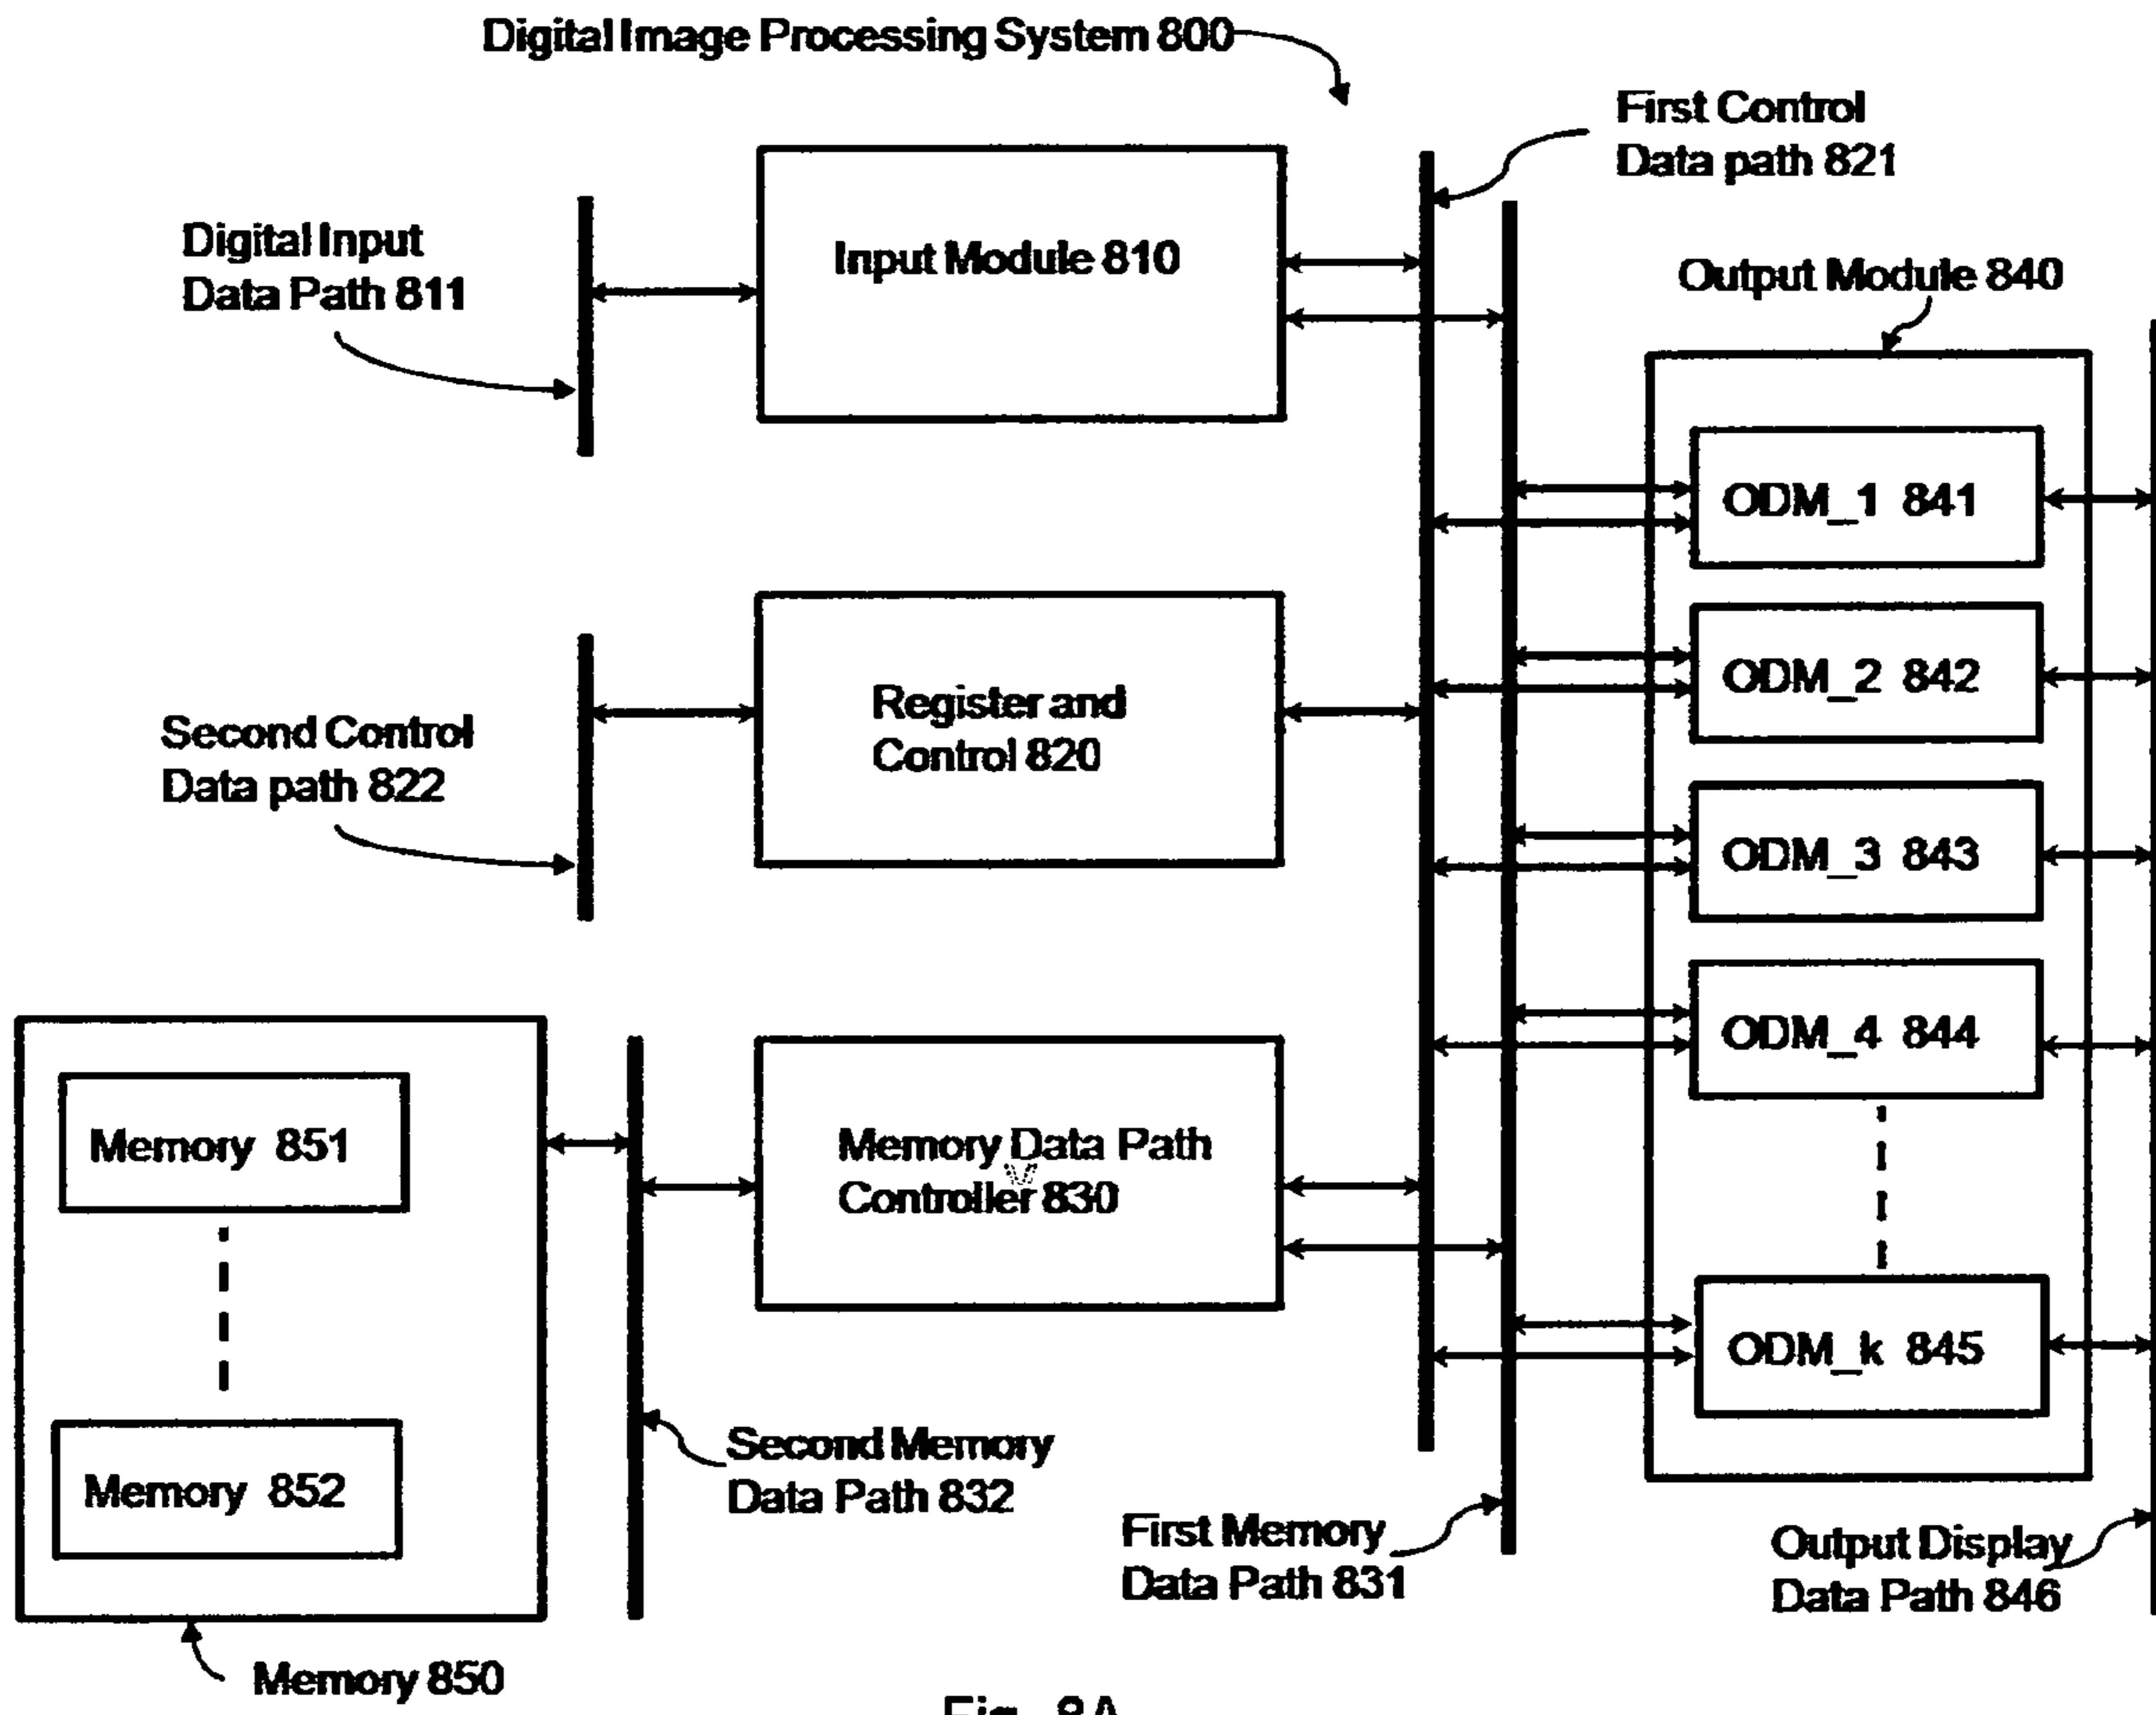 Digital Image Processing System 800
First Control
Data path 821
Digital Input
Data Path 811
Input Module 810
Output Module 840
ODM_1 841
ODM_2 842
Second Control
Data path 822
Register and
Control 820
ODM_3 843
ODM_4 844
Memory 851
Memory Data Path
Controller 830
ODM_k 845
Memory 852
Second Memory
Data Path 832
First Memory
Data Path 831
Output Display
Data Path 846
Memory 850
Fig. 8A